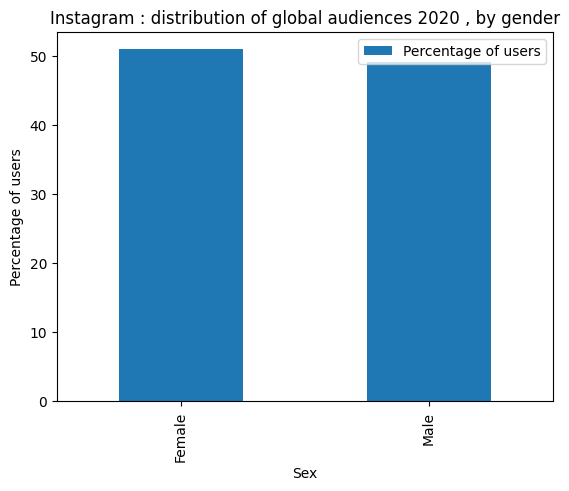 Instagram : distribution of global audiences 2020 , by gender
Percentage of users
Percentage of users
50
40
30
20
10
0
Female
Male
Sex